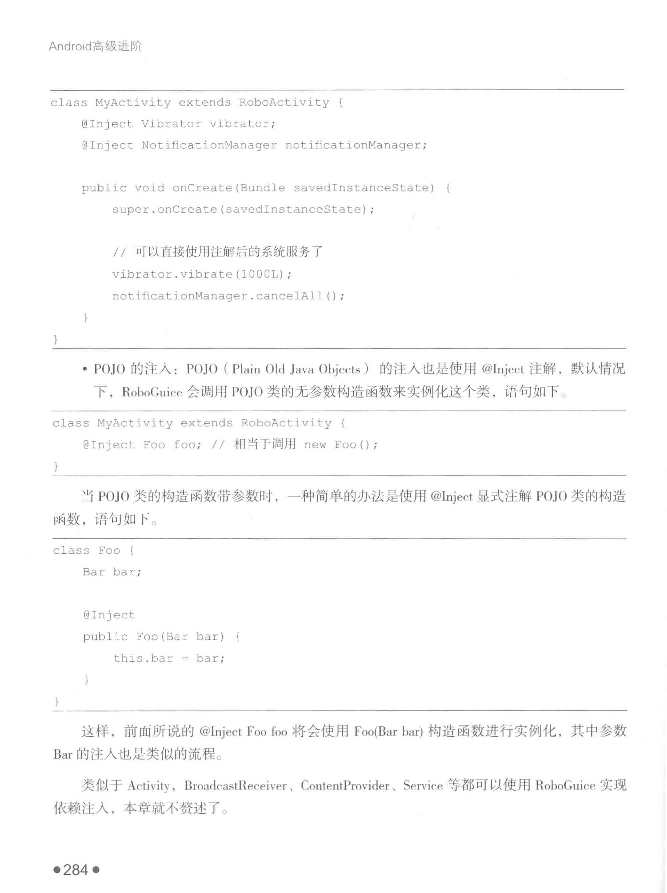 Android高级进阶
class MyActivity extends RoboActivity {
@Inject Vibrator vibrator;
@Inject NotificationManager notificationManager;
public void onCreate(Bundle savedInstanceState) {
super.onCreate(savedInstanceState);
// 可以直接使用注解后的系统服务了
vibrator.vibrate(1000L);
notificationManager.cancelAll();
}
}
• POJO 的注入：POJO（Plain Old Java Objects） 的注入也是使用 @Inject 注解，默认情况
下，RoboGuice 会调用 POJO 类的无参数构造函数来实例化这个类，语句如下。
class MyActivity extends RoboActivity {
@Inject Foo foo; // 相当于调用 new Foo();
}
当 POJO 类的构造函数带参数时，一种简单的办法是使用 @Inject 显式注解 POJO 类的构造
函数，语句如下。
class Foo {
Bar bar;
@Inject
public Foo(Bar bar) {
this.bar = bar;
}
}
这样，前面所说的 @Inject Foo foo 将会使用 Foo(Bar bar) 构造函数进行实例化，其中参数
Bar 的注入也是类似的流程。
类似于 Activity，BroadcastReceiver、ContentProvider、Service 等都可以使用 RoboGuice 实现
依赖注入，本章就不赘述了。
●284●